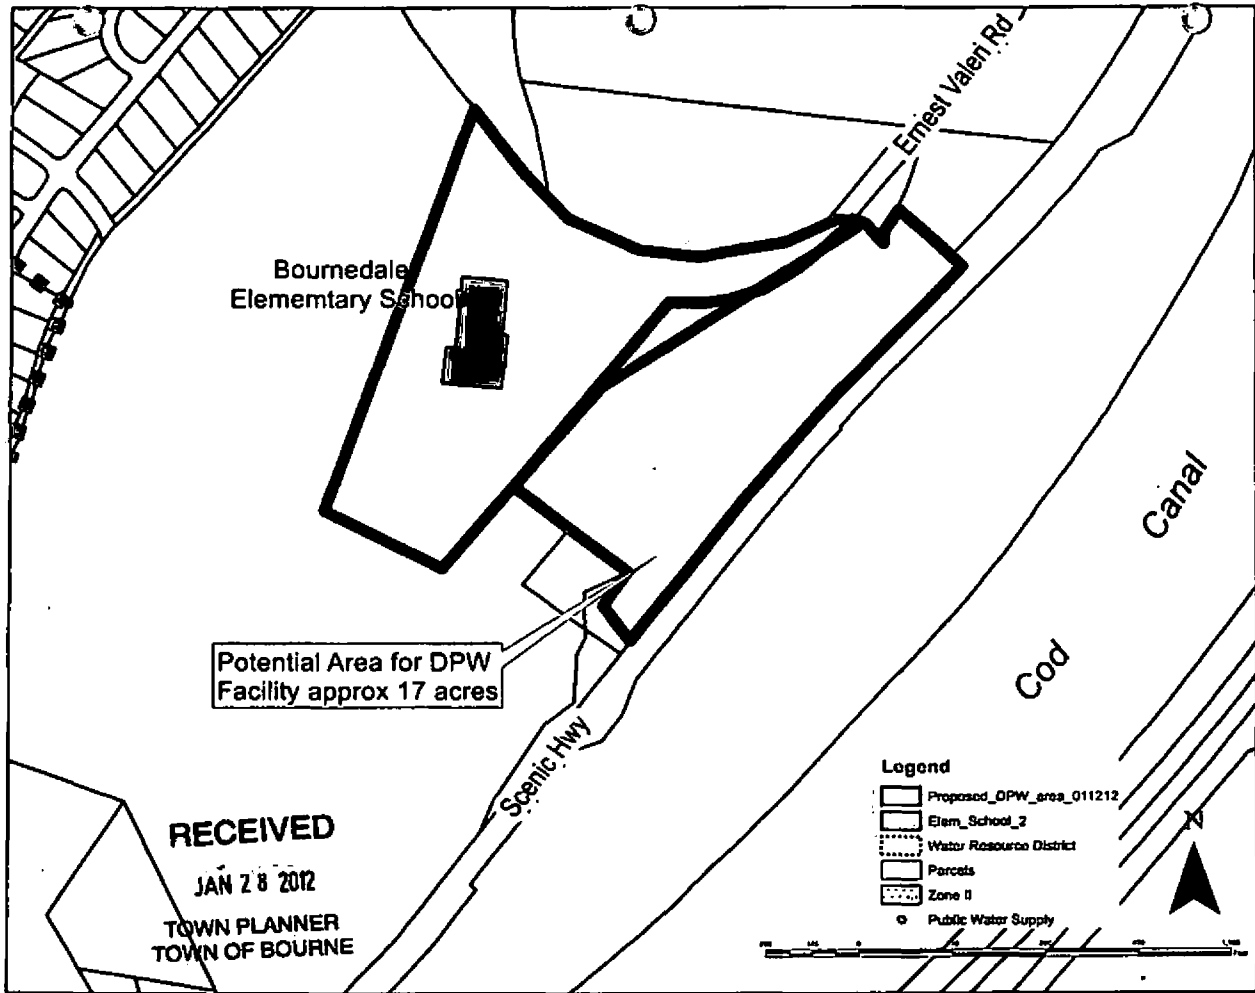 Ernest Valeri Rd
Bournedale
Elememtary School
Canal
Cod
Potential Area for DPW
Facility approx 17 acres
Scenic Hwy
RECEIVED
JAN 28 2012
TOWN PLANNER
TOWN OF BOURNE
Legend
Proposed_DPW_area_011212
Elem_School_2
Water Resource District
Parcels
Zone II
Public Water Supply
N